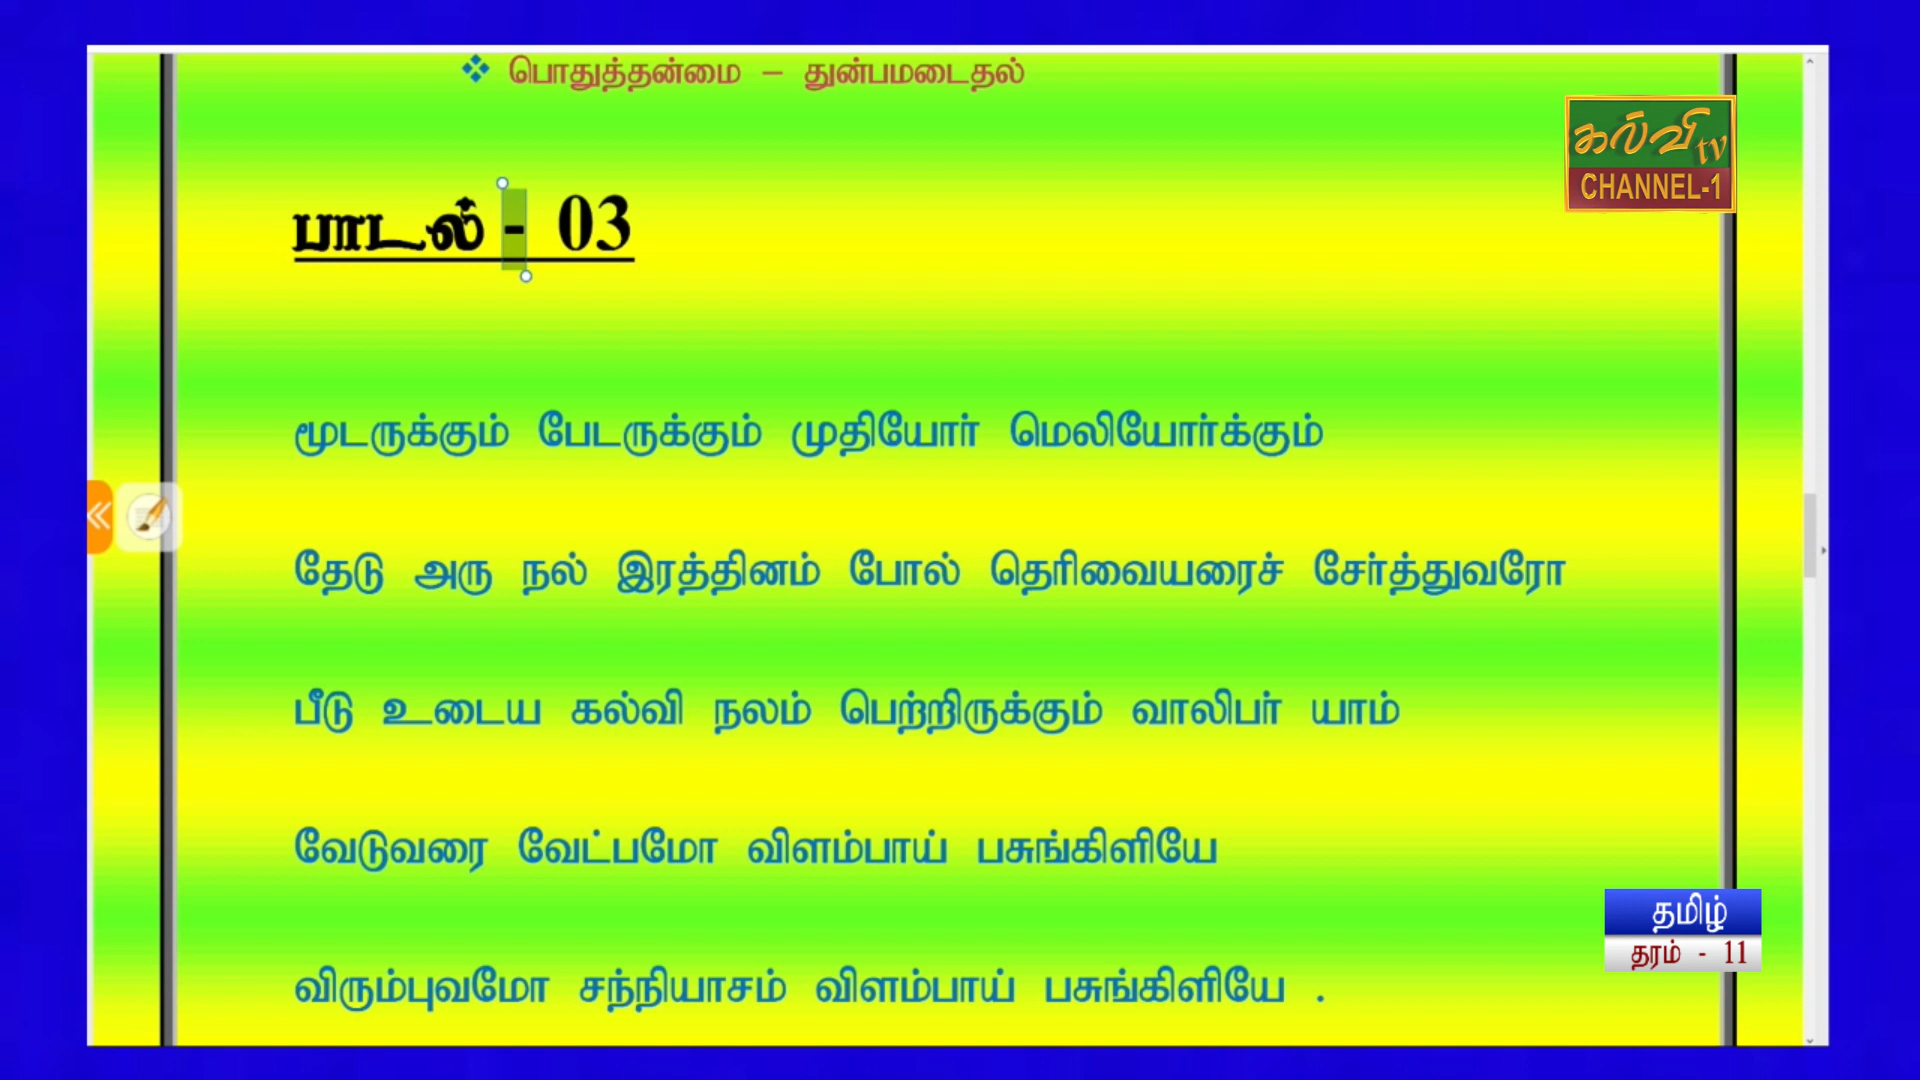 ❖ பொதுத்தன்மை – துன்பமடைதல்
கல்வி tv
CHANNEL-1
பாடல் - 03
மூடருக்கும் பேடருக்கும் முதியோர் மெலியோர்க்கும்
தேடு அரு நல் இரத்தினம் போல் தெரிவையரைச் சேர்த்துவரோ
பீடு உடைய கல்வி நலம் பெற்றிருக்கும் வாலிபர் யாம்
வேடுவரை வேட்பமோ விளம்பாய் பசுங்கிளியே
விரும்புவமோ சந்நியாசம் விளம்பாய் பசுங்கிளியே .
தமிழ்
தரம் - 11